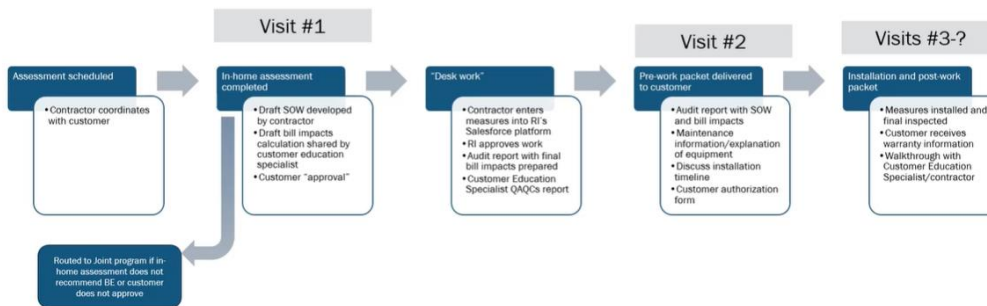 Visit #1
Visit #2
Visits #3-?
Assessment scheduled
• Contractor coordinates
with customer
In-home assessment
completed
• Draft SOW developed
by contractor
• Draft bill impacts
calculation shared by
customer education
specialist
• Customer "approval"
"Desk work"
• Contractor enters
measures into RI's
Salesforce platform
• RI approves work
• Audit report with final
bill impacts prepared
• Customer Education
Specialist QAQCs report
Pre-work packet delivered
to customer
• Audit report with SOW
and bill impacts
• Maintenance
information/explanation
of equipment
• Discuss installation
timeline
• Customer authorization
form
Installation and post-work
packet
• Measures installed and
final inspected
• Customer receives
warranty information
• Walkthrough with
Customer Education
Specialist/contractor
Routed to Joint program if in-
home assessment does not
recommend BE or customer
does not approve